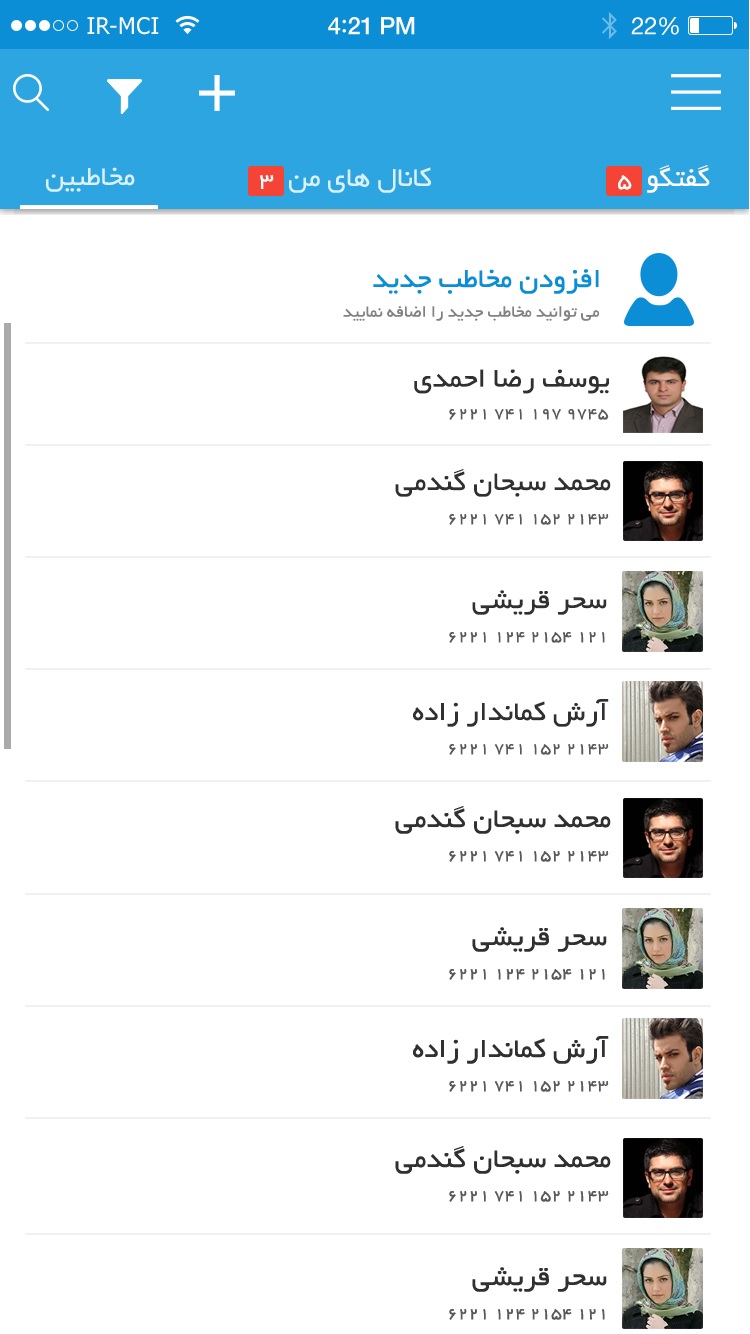 IR-MCI 4:21 PM 22%
گفتگو ۵ کانال های من ۳ مخاطبین
افزودن مخاطب جدید
می توانید مخاطب جدید را اضافه نمایید
یوسف رضا احمدی
۶۲۲۱ ۷۴۱ ۱۹۷ ۹۷۴۵
محمد سبحان گندمی
۶۲۲۱ ۷۴۱ ۱۵۲ ۲۱۴۳
سحر قریشی
۶۲۲۱ ۱۲۴ ۲۱۵۴ ۱۲۱
آرش کماندار زاده
۶۲۲۱ ۷۴۱ ۱۵۲ ۲۱۴۳
محمد سبحان گندمی
۶۲۲۱ ۷۴۱ ۱۵۲ ۲۱۴۳
سحر قریشی
۶۲۲۱ ۱۲۴ ۲۱۵۴ ۱۲۱
آرش کماندار زاده
۶۲۲۱ ۷۴۱ ۱۵۲ ۲۱۴۳
محمد سبحان گندمی
۶۲۲۱ ۷۴۱ ۱۵۲ ۲۱۴۳
سحر قریشی
۶۲۲۱ ۱۲۴ ۲۱۵۴ ۱۲۱